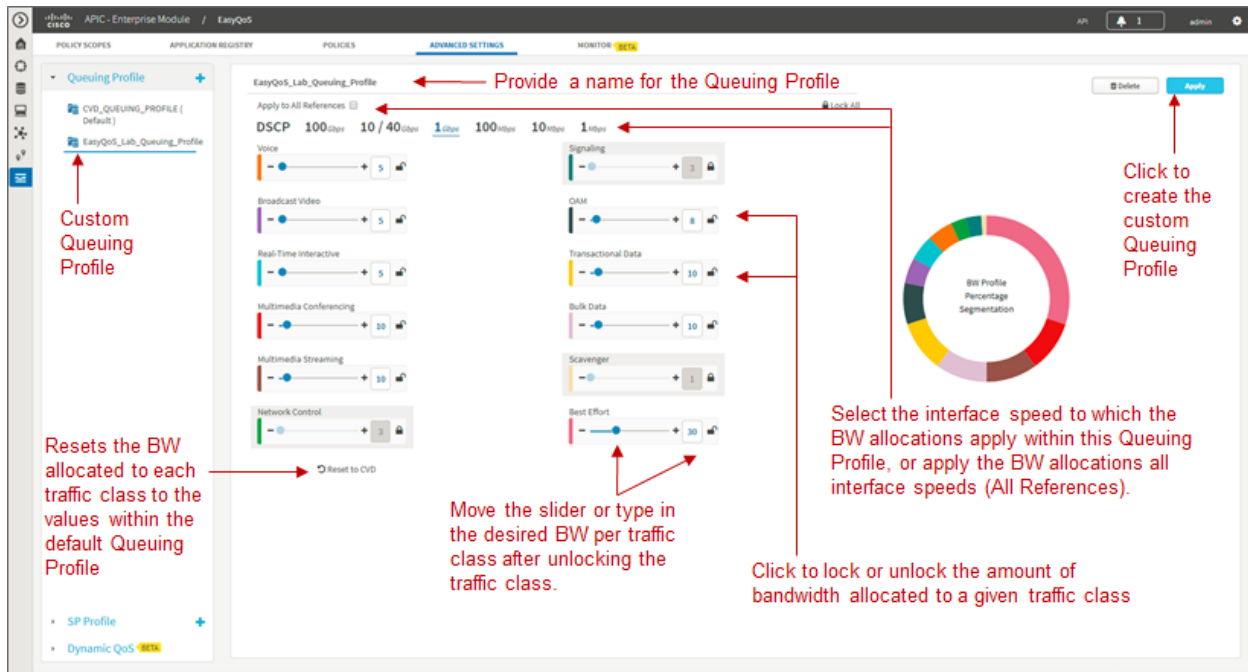 cisco APIC - Enterprise Module / EasyQoS API 1 admin
POLICY SCOPES APPLICATION REGISTRY POLICIES ADVANCED SETTINGS MONITOR BETA
Queuing Profile +
CVD_QUEUING_PROFILE (
Default )
EasyQoS_Lab_Queuing_Profile
Custom
Queuing
Profile
EasyQoS_Lab_Queuing_Profile
Provide a name for the Queuing Profile
Delete
Apply
Apply to All References
Lock All
DSCP 100Gbps 10 / 40Gbps 1Gbps 100Mbps 10Mbps 1Mbps
Voice
- + 5
Signaling
- + 3
Broadcast Video
- + 5
OAM
- + 8
Real-Time Interactive
- + 5
Transactional Data
- + 10
Multimedia Conferencing
- + 10
Bulk Data
- + 10
Multimedia Streaming
- + 10
Scavenger
- + 1
Network Control
- + 3
Best Effort
- + 30
Reset to CVD
Click to
create the
custom
Queuing
Profile
BW Profile
Percentage
Segmentation
Resets the BW
allocated to each
traffic class to the
values within the
default Queuing
Profile
Move the slider or type in
the desired BW per traffic
class after unlocking the
traffic class.
Select the interface speed to which the
BW allocations apply within this Queuing
Profile, or apply the BW allocations all
interface speeds (All References).
Click to lock or unlock the amount of
bandwidth allocated to a given traffic class
SP Profile +
Dynamic QoS BETA